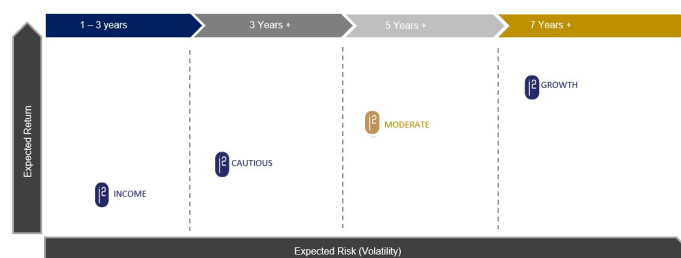 1 – 3 years
3 Years +
5 Years +
7 Years +
Expected Return
GROWTH
MODERATE
CAUTIOUS
INCOME
Expected Risk (Volatility)